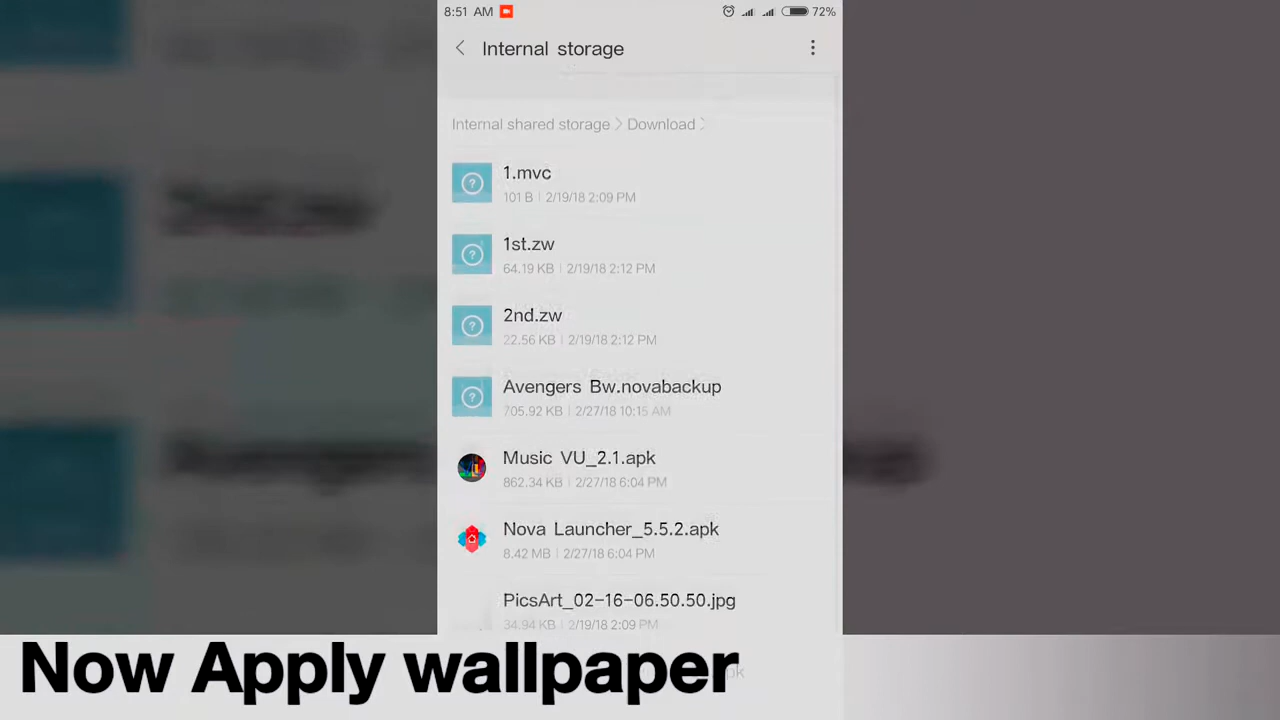 8:51 AM
72%
Internal storage
Internal shared storage > Download >
1.mvc
101 B | 2/19/18 2:09 PM
1st.zw
64.19 KB | 2/19/18 2:12 PM
2nd.zw
22.56 KB | 2/19/18 2:12 PM
Avengers Bw.novabackup
705.92 KB | 2/27/18 10:15 AM
Music VU_2.1.apk
862.34 KB | 2/27/18 6:04 PM
Nova Launcher_5.5.2.apk
8.42 MB | 2/27/18 6:04 PM
PicsArt_02-16-06.50.50.jpg
34.94 KB | 2/19/18 2:09 PM
Now Apply wallpaper